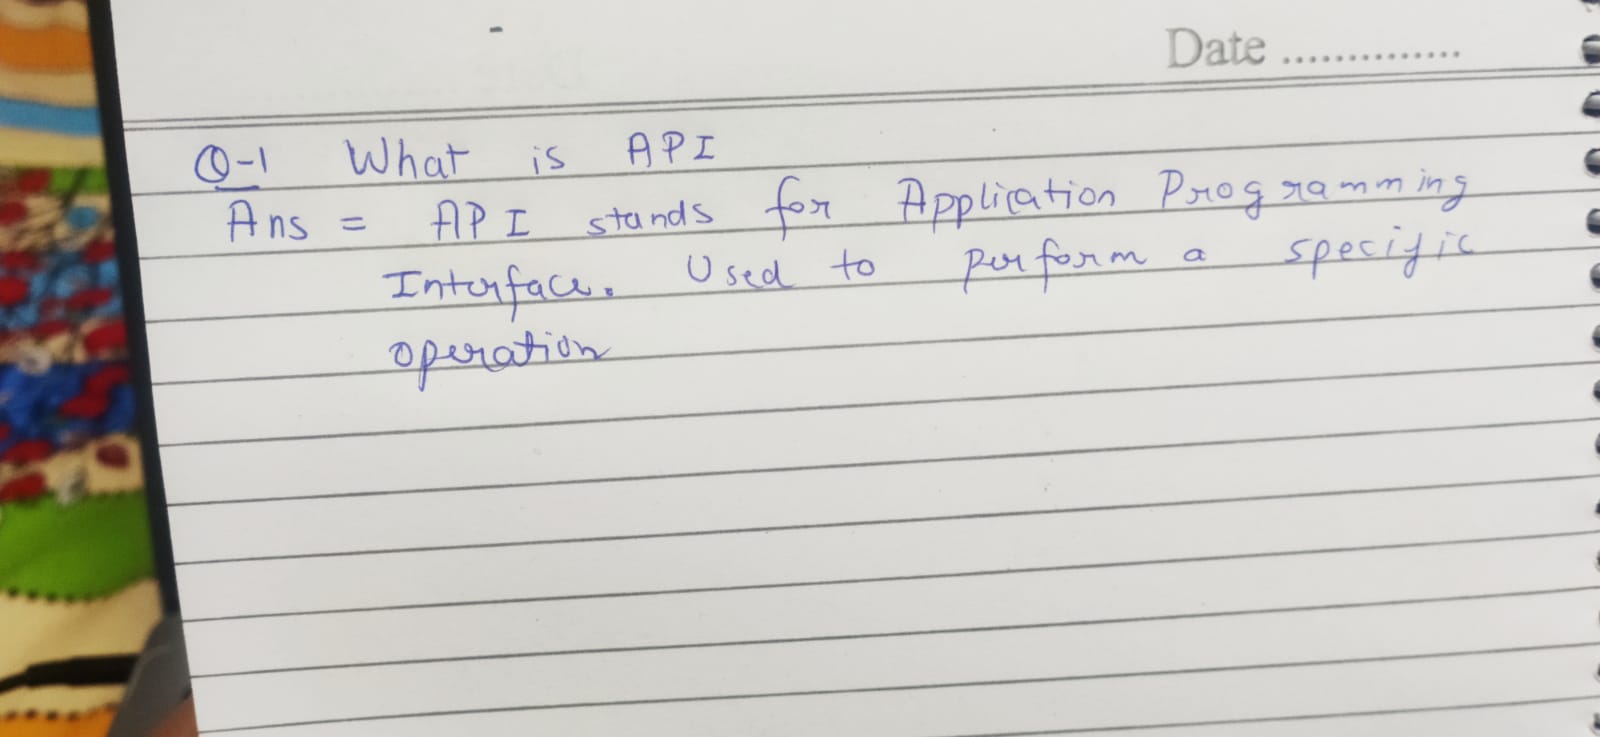 Date ..............
Q-1 What is API
Ans = API stands for Application Programming
Interface. Used to perform a specific
operation